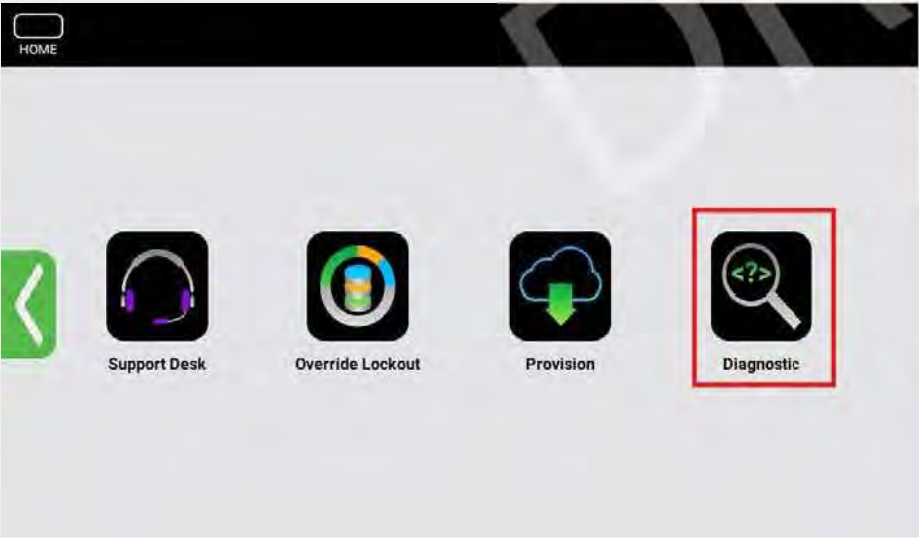 HOME
<?>
Support Desk
Override Lockout
Provision
Diagnostic